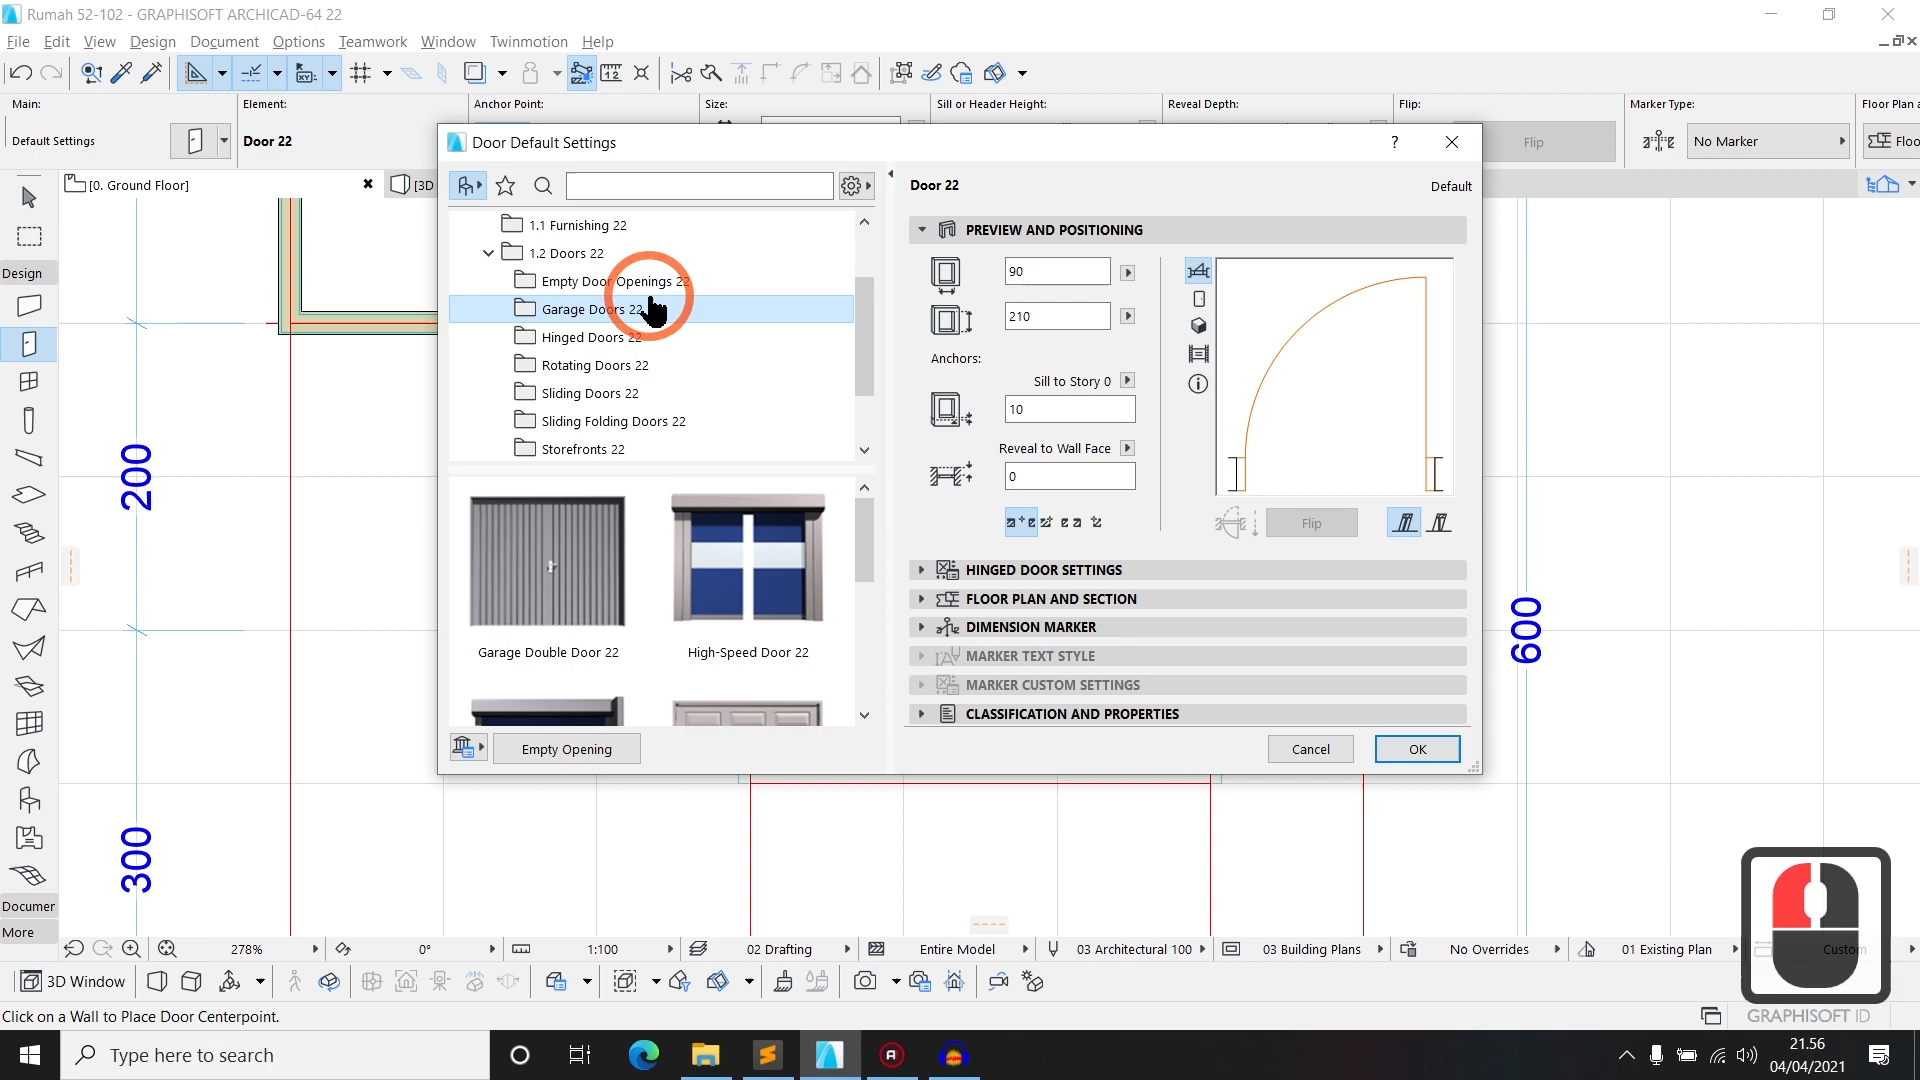 Rumah 52-102 - GRAPHISOFT ARCHICAD-64 22
File Edit View Design Document Options Teamwork Window Twinmotion Help
Main: Element: Anchor Point: Size: Sill or Header Height: Reveal Depth: Flip: Marker Type: Floor Plan a
Default Settings Door 22 Flip No Marker Floo
[0. Ground Floor] [3D
Door Default Settings ?
Door 22 Default
1.1 Furnishing 22
1.2 Doors 22
Empty Door Openings 22
Garage Doors 22
Hinged Doors 22
Rotating Doors 22
Sliding Doors 22
Sliding Folding Doors 22
Storefronts 22
Garage Double Door 22
High-Speed Door 22
Empty Opening
PREVIEW AND POSITIONING
90
210
Anchors:
Sill to Story 0
10
Reveal to Wall Face
0
Flip
HINGED DOOR SETTINGS
FLOOR PLAN AND SECTION
DIMENSION MARKER
MARKER TEXT STYLE
MARKER CUSTOM SETTINGS
CLASSIFICATION AND PROPERTIES
Cancel OK
Design
Documen
More
200
300
600
278% 0° 1:100 02 Drafting Entire Model 03 Architectural 100 03 Building Plans No Overrides 01 Existing Plan Custom
3D Window
Click on a Wall to Place Door Centerpoint.
GRAPHISOFT ID
Type here to search
21.56
04/04/2021